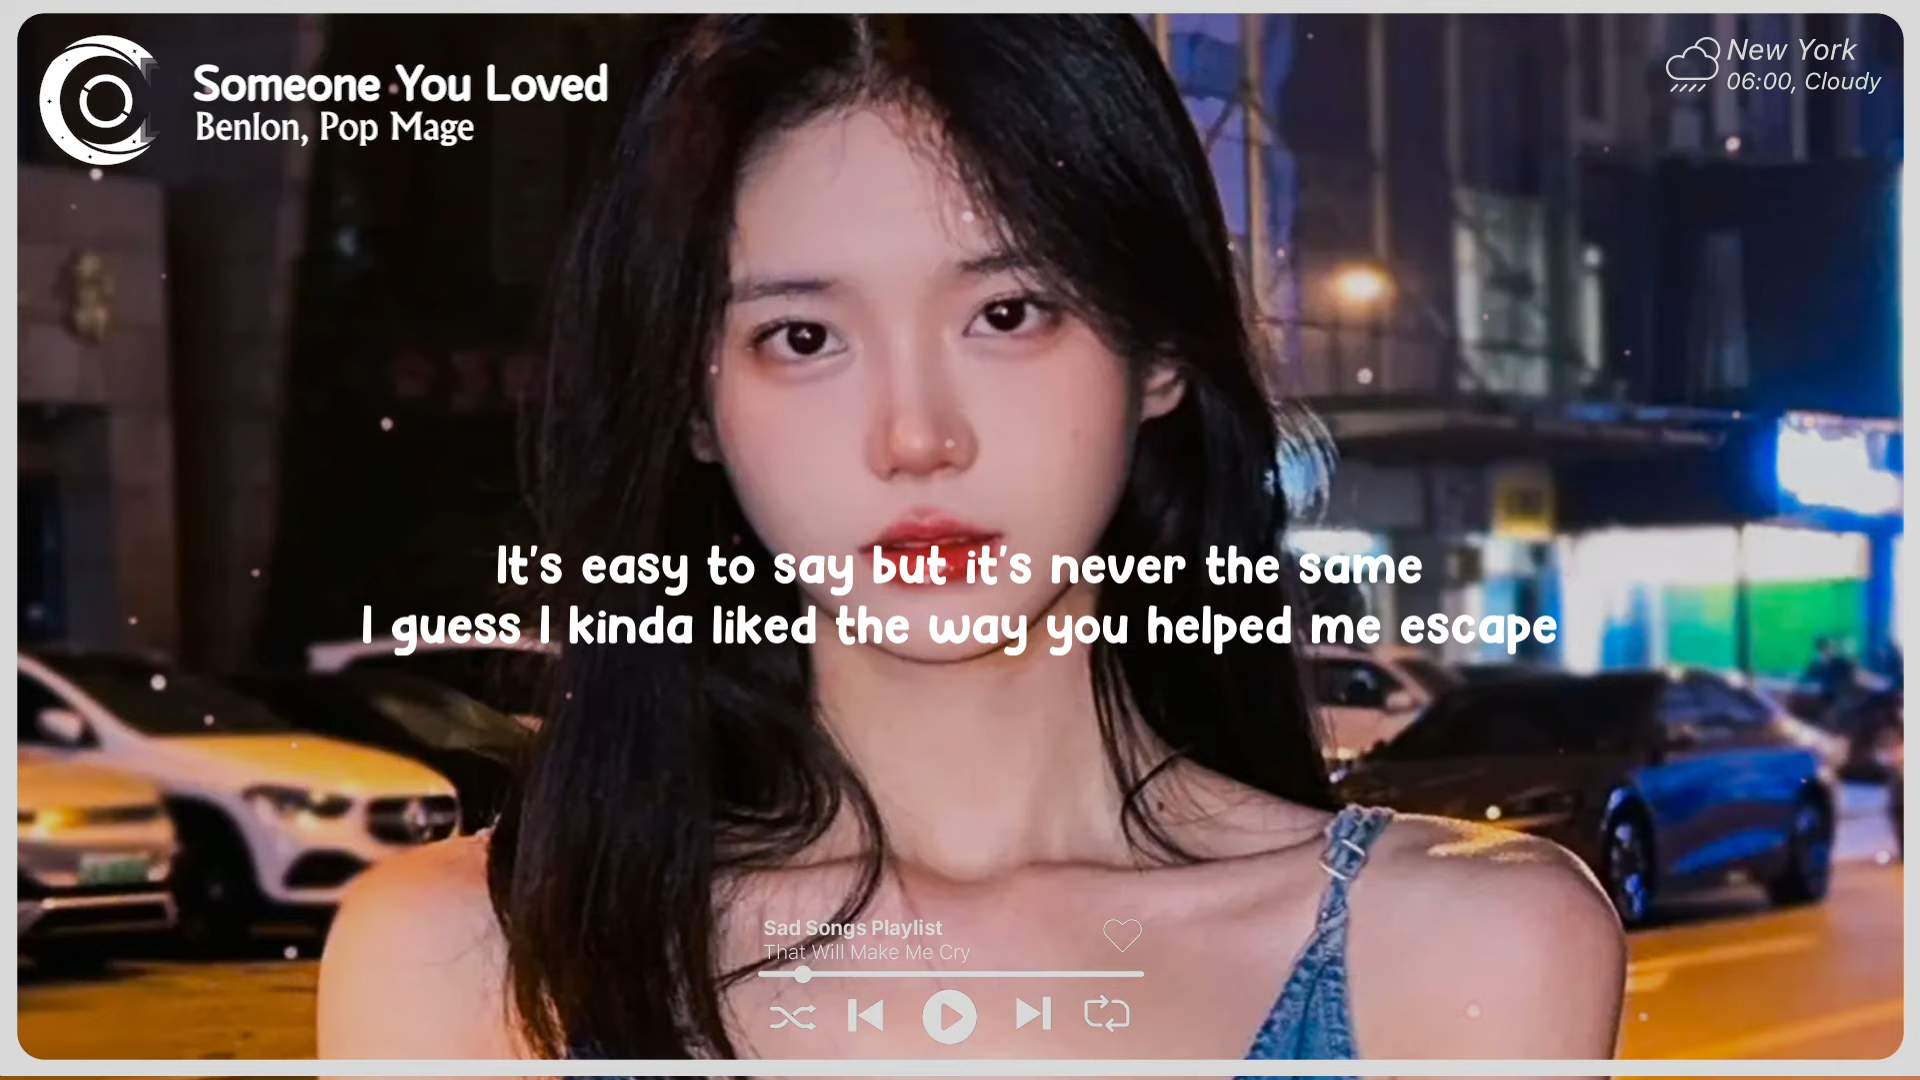 Someone You Loved
Benlon, Pop Mage
New York
06:00, Cloudy
It's easy to say but it's never the same
I guess I kinda liked the way you helped me escape
Sad Songs Playlist
That Will Make Me Cry